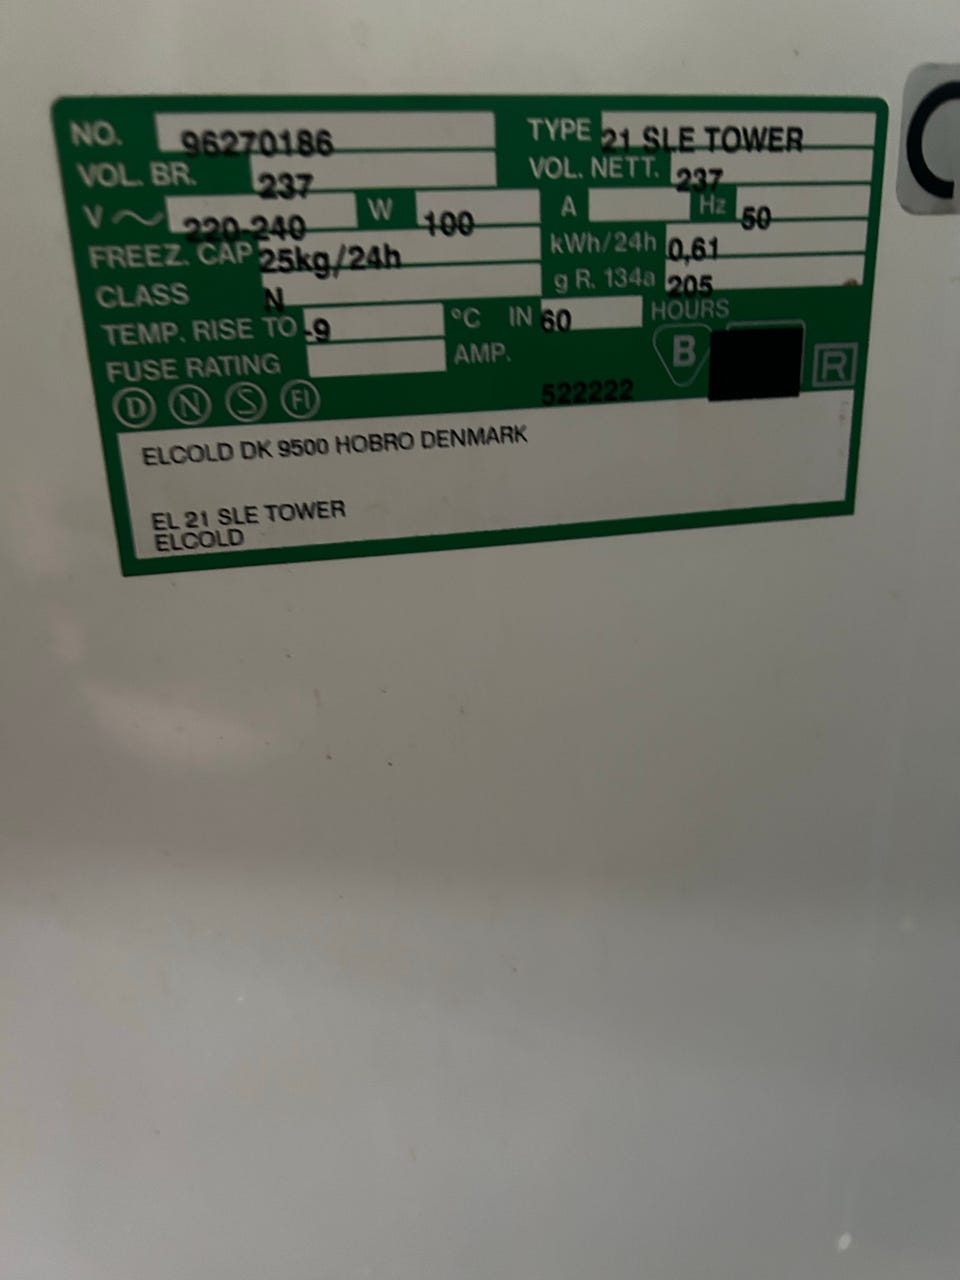 NO. 96270186 TYPE 21 SLE TOWER
VOL. BR. 237 VOL. NETT. 237
V ~ 220-240 W 100 A Hz 50
FREEZ. CAP 25kg/24h kWh/24h 0,61
CLASS N g R. 134a 205
TEMP. RISE TO -9 °C IN 60 HOURS
FUSE RATING AMP. B R
D N S FI 522222
ELCOLD DK 9500 HOBRO DENMARK
EL 21 SLE TOWER
ELCOLD